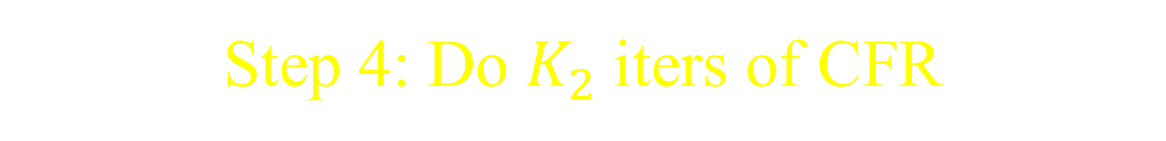 Step 4: Do K₂ iters of CFR